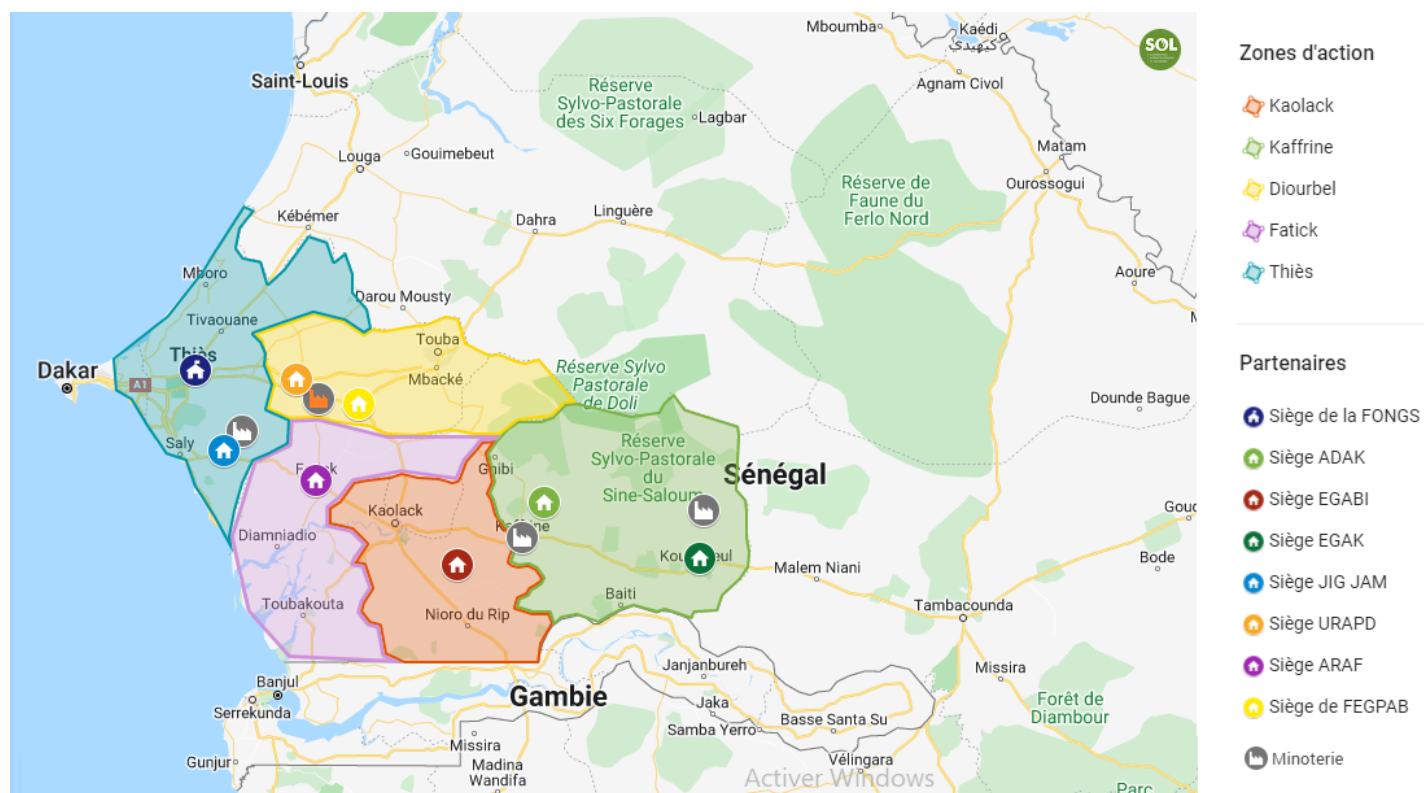 Mboumba
Kaédi
كيهيدي
SOL
Saint-Louis
Agnam Civol
Réserve
Sylvo-Pastorale
des Six Forages
Lagbar
Louga
Gouimebeut
Matam
Ourossogui
Réserve de
Faune du
Ferlo Nord
Kébémer
Dahra
Linguère
Mboro
Aoure
Darou Mousty
Tivaouane
Touba
Thiès
Dakar
A1
Mbacké
Réserve Sylvo
Pastorale
de Doli
Dounde Bague
Saly
Réserve
Sylvo-Pastorale
du
Sine-Saloum
Sénégal
Ghibi
Kaolack
Diamniadio
Bode
Malem Niani
Baiti
Toubakouta
Nioro du Rip
Tambacounda
Janjanbureh
Missira
Banjul
Serrekunda
Gambie
Jaka
Samba Yerro
Basse Santa Su
Forêt de
Diambour
Missira
Madina
Wandifa
Gunjur
Vélingara
Activer Windows
Parc
Zones d'action
Kaolack
Kaffrine
Diourbel
Fatick
Thiès
Partenaires
Siège de la FONGS
Siège ADAK
Siège EGABI
Siège EGAK
Siège JIG JAM
Siège URAPD
Siège ARAF
Siège de FEGPAB
Minoterie